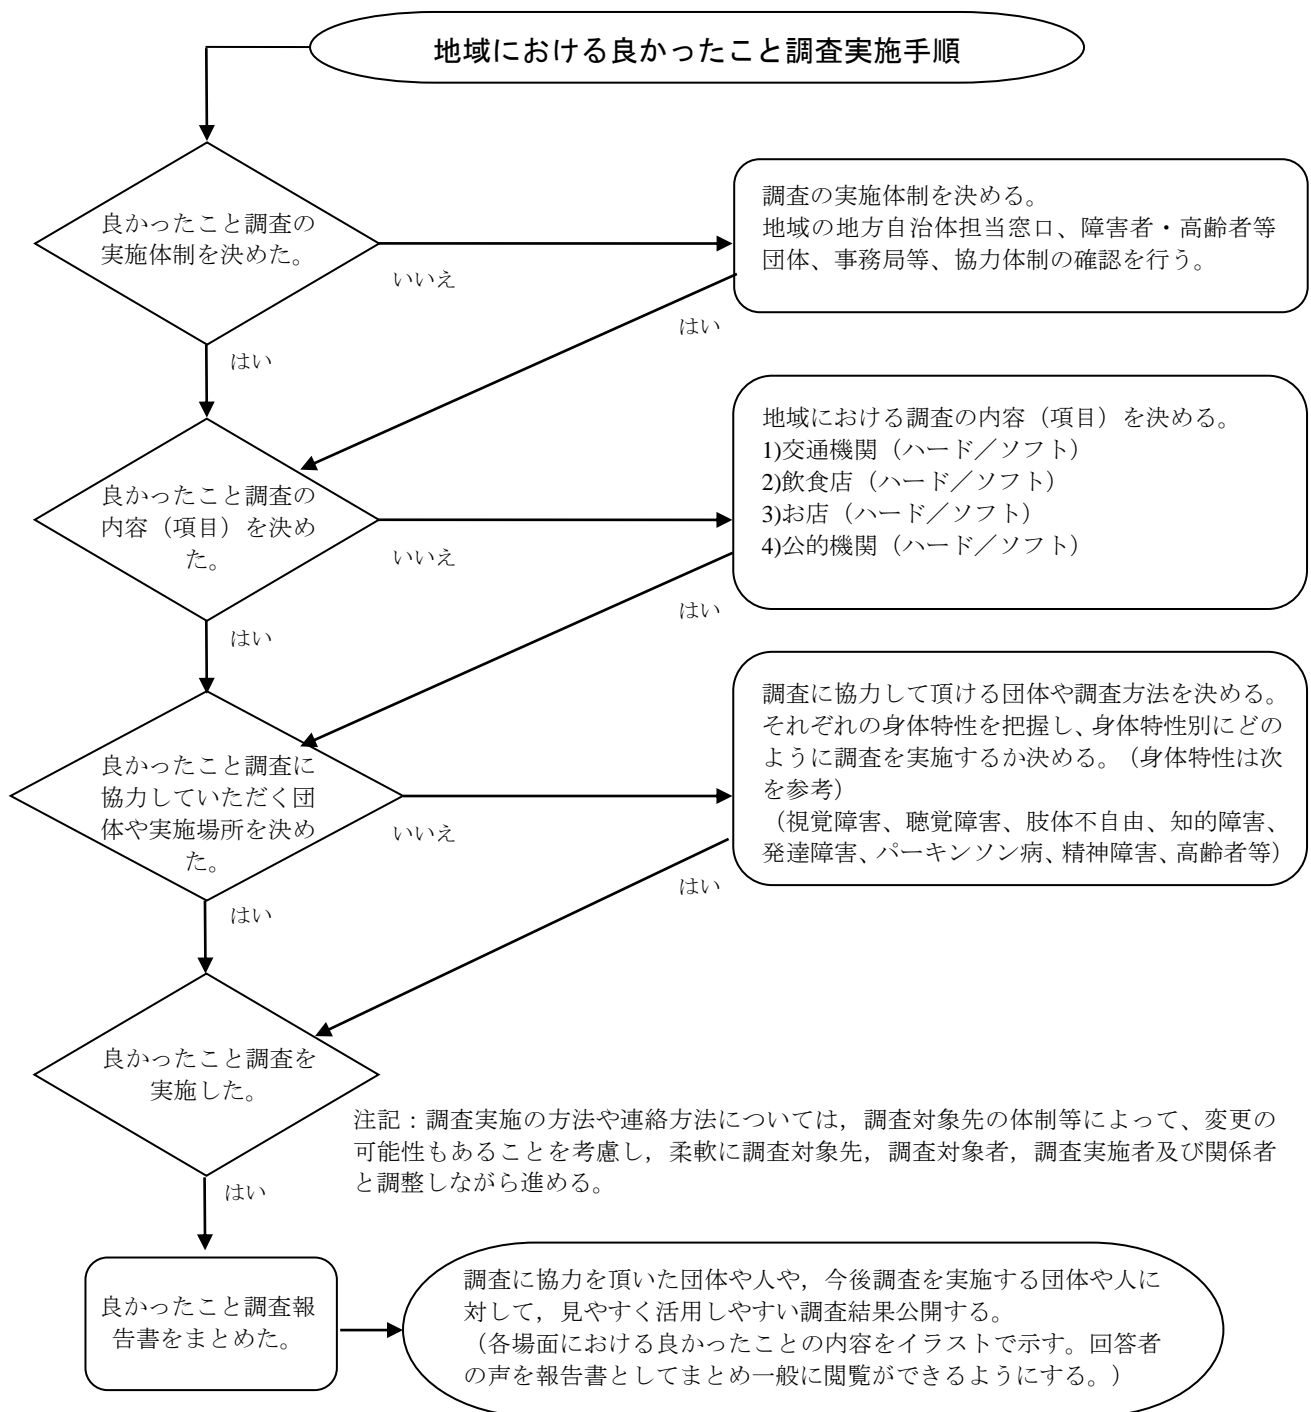 地域における良かったこと調査実施手順
良かったこと調査の
実施体制を決めた。
いいえ
はい
調査の実施体制を決める。
地域の地方自治体担当窓口、障害者・高齢者等
団体、事務局等、協力体制の確認を行う。
はい
良かったこと調査の
内容（項目）を決め
た。
いいえ
はい
地域における調査の内容（項目）を決める。
1)交通機関（ハード／ソフト）
2)飲食店（ハード／ソフト）
3)お店（ハード／ソフト）
4)公的機関（ハード／ソフト）
はい
良かったこと調査に
協力していただく団
体や実施場所を決め
た。
いいえ
はい
調査に協力して頂ける団体や調査方法を決める。
それぞれの身体特性を把握し、身体特性別にどの
ように調査を実施するか決める。（身体特性は次
を参考）
（視覚障害、聴覚障害、肢体不自由、知的障害、
発達障害、パーキンソン病、精神障害、高齢者等）
はい
良かったこと調査を
実施した。
はい
注記：調査実施の方法や連絡方法については，調査対象先の体制等によって、変更の
可能性もあることを考慮し，柔軟に調査対象先，調査対象者，調査実施者及び関係者
と調整しながら進める。
良かったこと調査報
告書をまとめた。
調査に協力を頂いた団体や人や，今後調査を実施する団体や人に
対して，見やすく活用しやすい調査結果公開する。
（各場面における良かったことの内容をイラストで示す。回答者
の声を報告書としてまとめ一般に閲覧ができるようにする。）